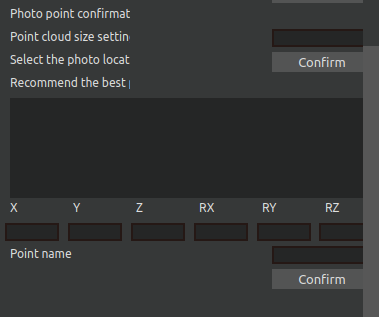 Photo point confirmat
Point cloud size settin
Select the photo locat Confirm
Recommend the best
X Y Z RX RY RZ
Point name
Confirm